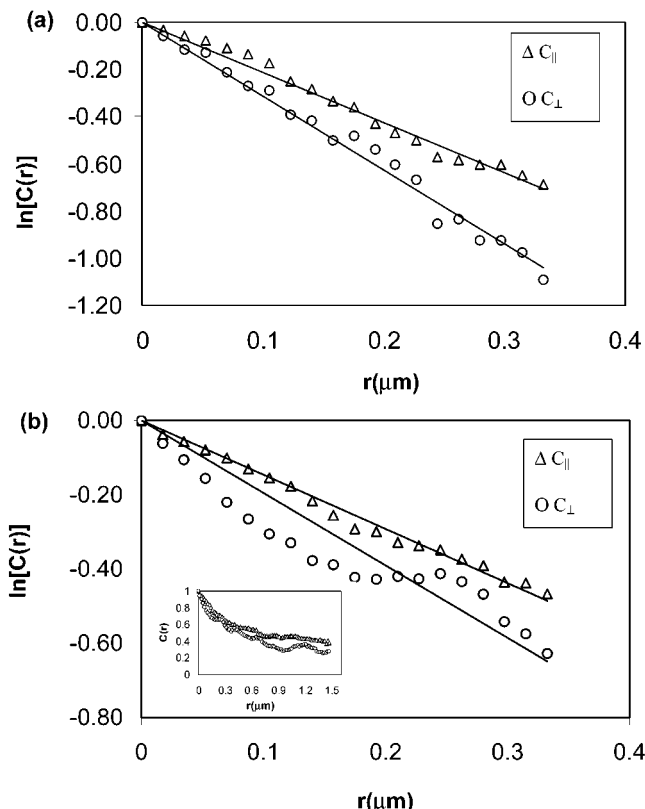 (a)
0.00
-0.20
-0.40
-0.60
-0.80
-1.00
-1.20
ln[C(r)]
Δ C||
O C⊥
0 0.1 0.2 0.3 0.4
r(μm)
(b)
0.00
-0.20
-0.40
-0.60
-0.80
ln[C(r)]
Δ C||
O C⊥
1
0.8
0.6
0.4
0.2
0
C(r)
0 0.3 0.6 0.9 1.2 1.5
r(μm)
0 0.1 0.2 0.3 0.4
r(μm)